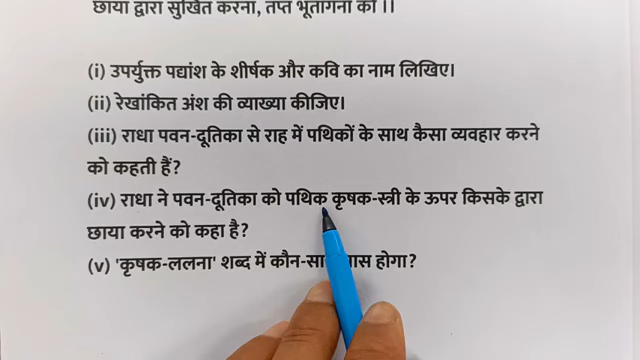 छाया द्वारा सुखित करना, तप्त भूतांगना को ।।
(i) उपर्युक्त पद्यांश के शीर्षक और कवि का नाम लिखिए।
(ii) रेखांकित अंश की व्याख्या कीजिए।
(iii) राधा पवन-दूतिका से राह में पथिकों के साथ कैसा व्यवहार करने
को कहती हैं?
(iv) राधा ने पवन-दूतिका को पथिक कृषक-स्त्री के ऊपर किसके द्वारा
छाया करने को कहा है?
(v) 'कृषक-ललना' शब्द में कौन-सा होगा?